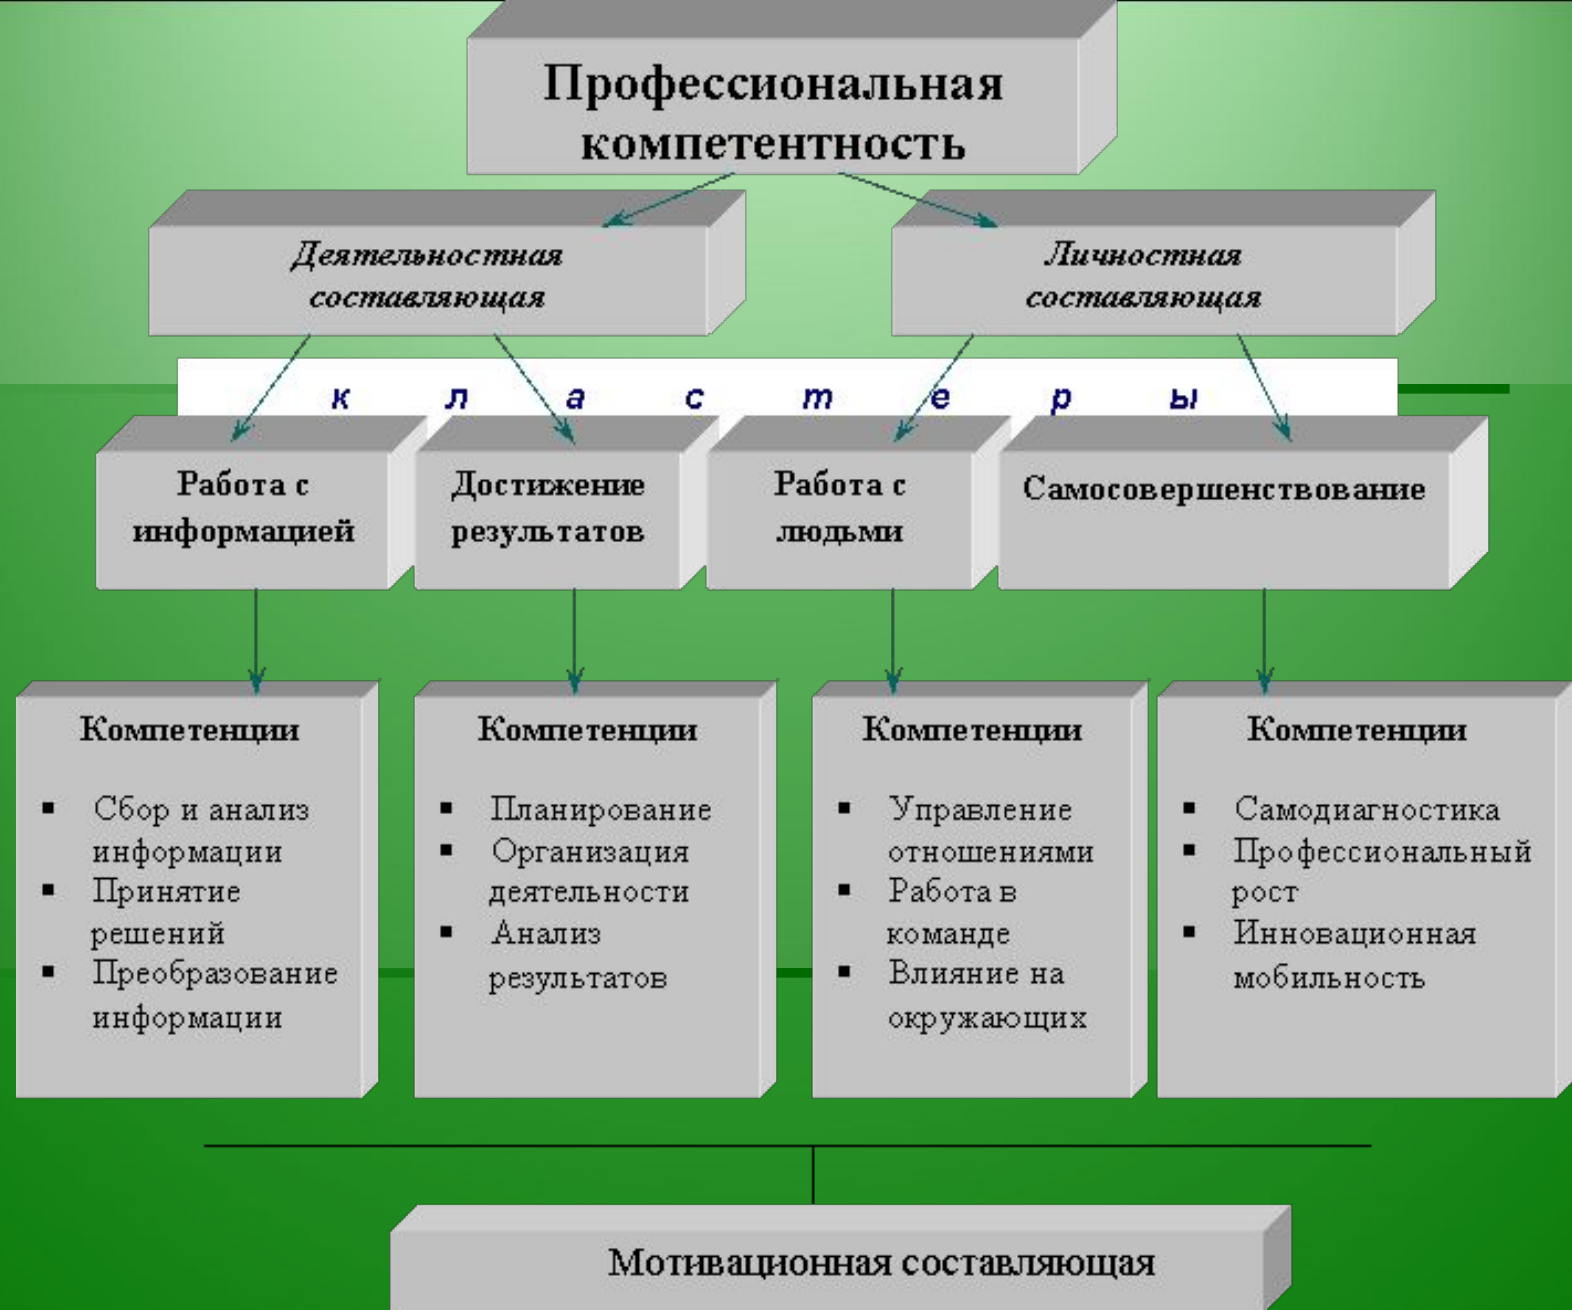 Профессиональная
компетентность
Деятельностная
составляющая
Личностная
составляющая
к л а с т е р ы
Работа с
информацией
Достижение
результатов
Работа с
людьми
Самосовершенствование
Компетенции
▪ Сбор и анализ
информации
▪ Принятие
решений
▪ Преобразование
информации
Компетенции
▪ Планирование
▪ Организация
деятельности
▪ Анализ
результатов
Компетенции
▪ Управление
отношениями
▪ Работа в
команде
▪ Влияние на
окружающих
Компетенции
▪ Самодиагностика
▪ Профессиональный
рост
▪ Инновационная
мобильность
Мотивационная составляющая